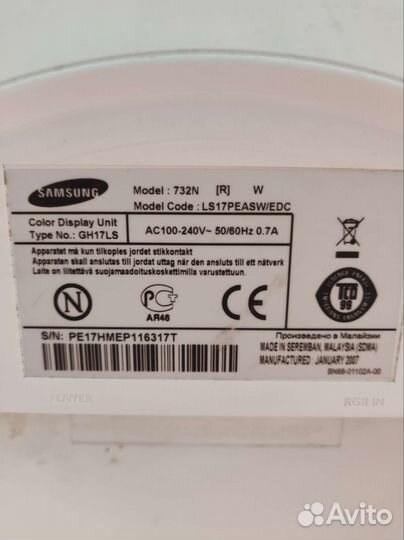 SAMSUNG
Model : 732N [R] W
Model Code : LS17PEASW/EDC
Color Display Unit
Type No.: GH17LS
AC100-240V~ 50/60Hz 0.7A
Apparatet må kun tilkoples jordet stikkontakt
Apparaten skall anslutas till jordat uttag när den ansluts till ett nätverk
Laite on liitettävä suojamaadoituskoskettimilla varustettuun.
N
РС
АЯ46
CE
TCO
99
S/N: PE17HMEP116317T
Произведено в Малайзии
MADE IN SEREMBAN, MALAYSIA (SDMA)
MANUFACTURED : JANUARY 2007
BN68-01102A-00
POWER
RGB IN
Avito